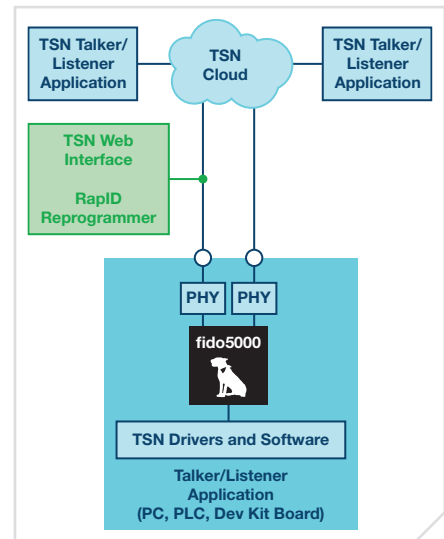 TSN Talker/
Listener
Application
TSN
Cloud
TSN Talker/
Listener
Application
TSN Web
Interface
RapID
Reprogrammer
PHY
PHY
fido5000
TSN Drivers and Software
Talker/Listener
Application
(PC, PLC, Dev Kit Board)